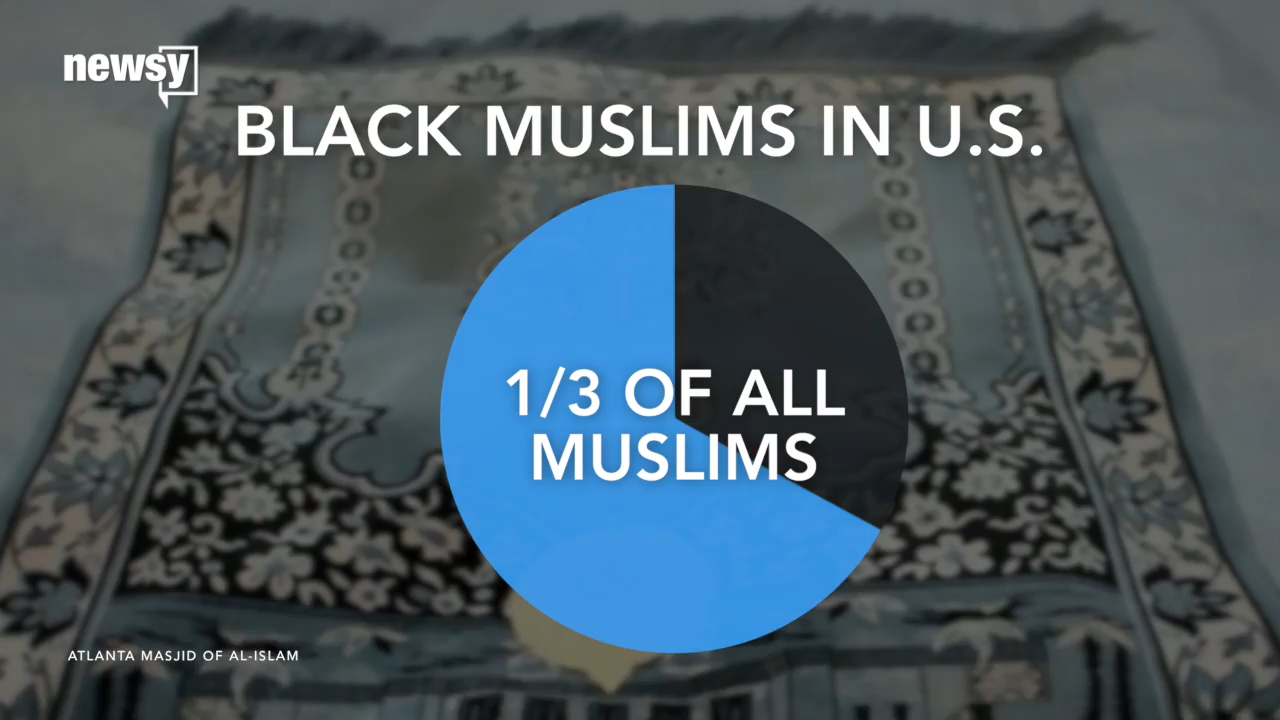 newsy
BLACK MUSLIMS IN U.S.
1/3 OF ALL
MUSLIMS
ATLANTA MASJID OF AL-ISLAM